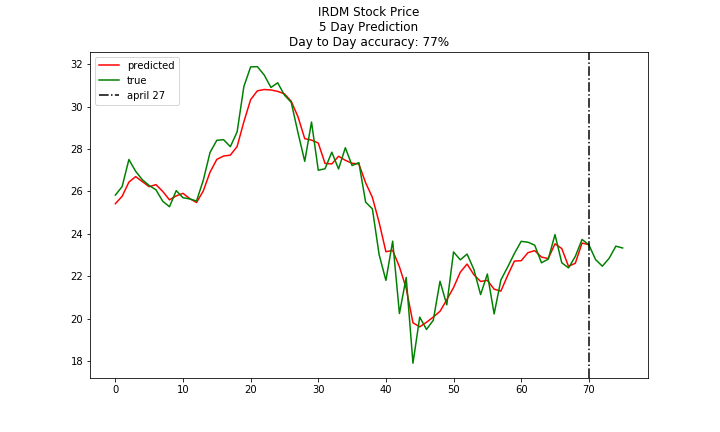 IRDM Stock Price
5 Day Prediction
Day to Day accuracy: 77%
predicted
true
april 27
32
30
28
26
24
22
20
18
0 10 20 30 40 50 60 70